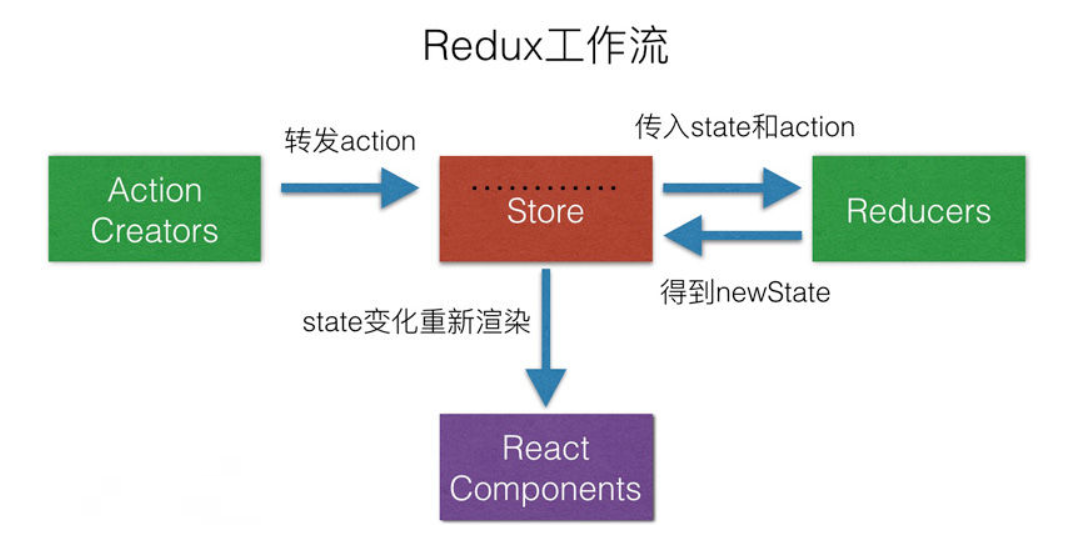 Redux工作流
转发action
传入state和action
Action
Creators
............
Store
Reducers
得到newState
state变化重新渲染
React
Components